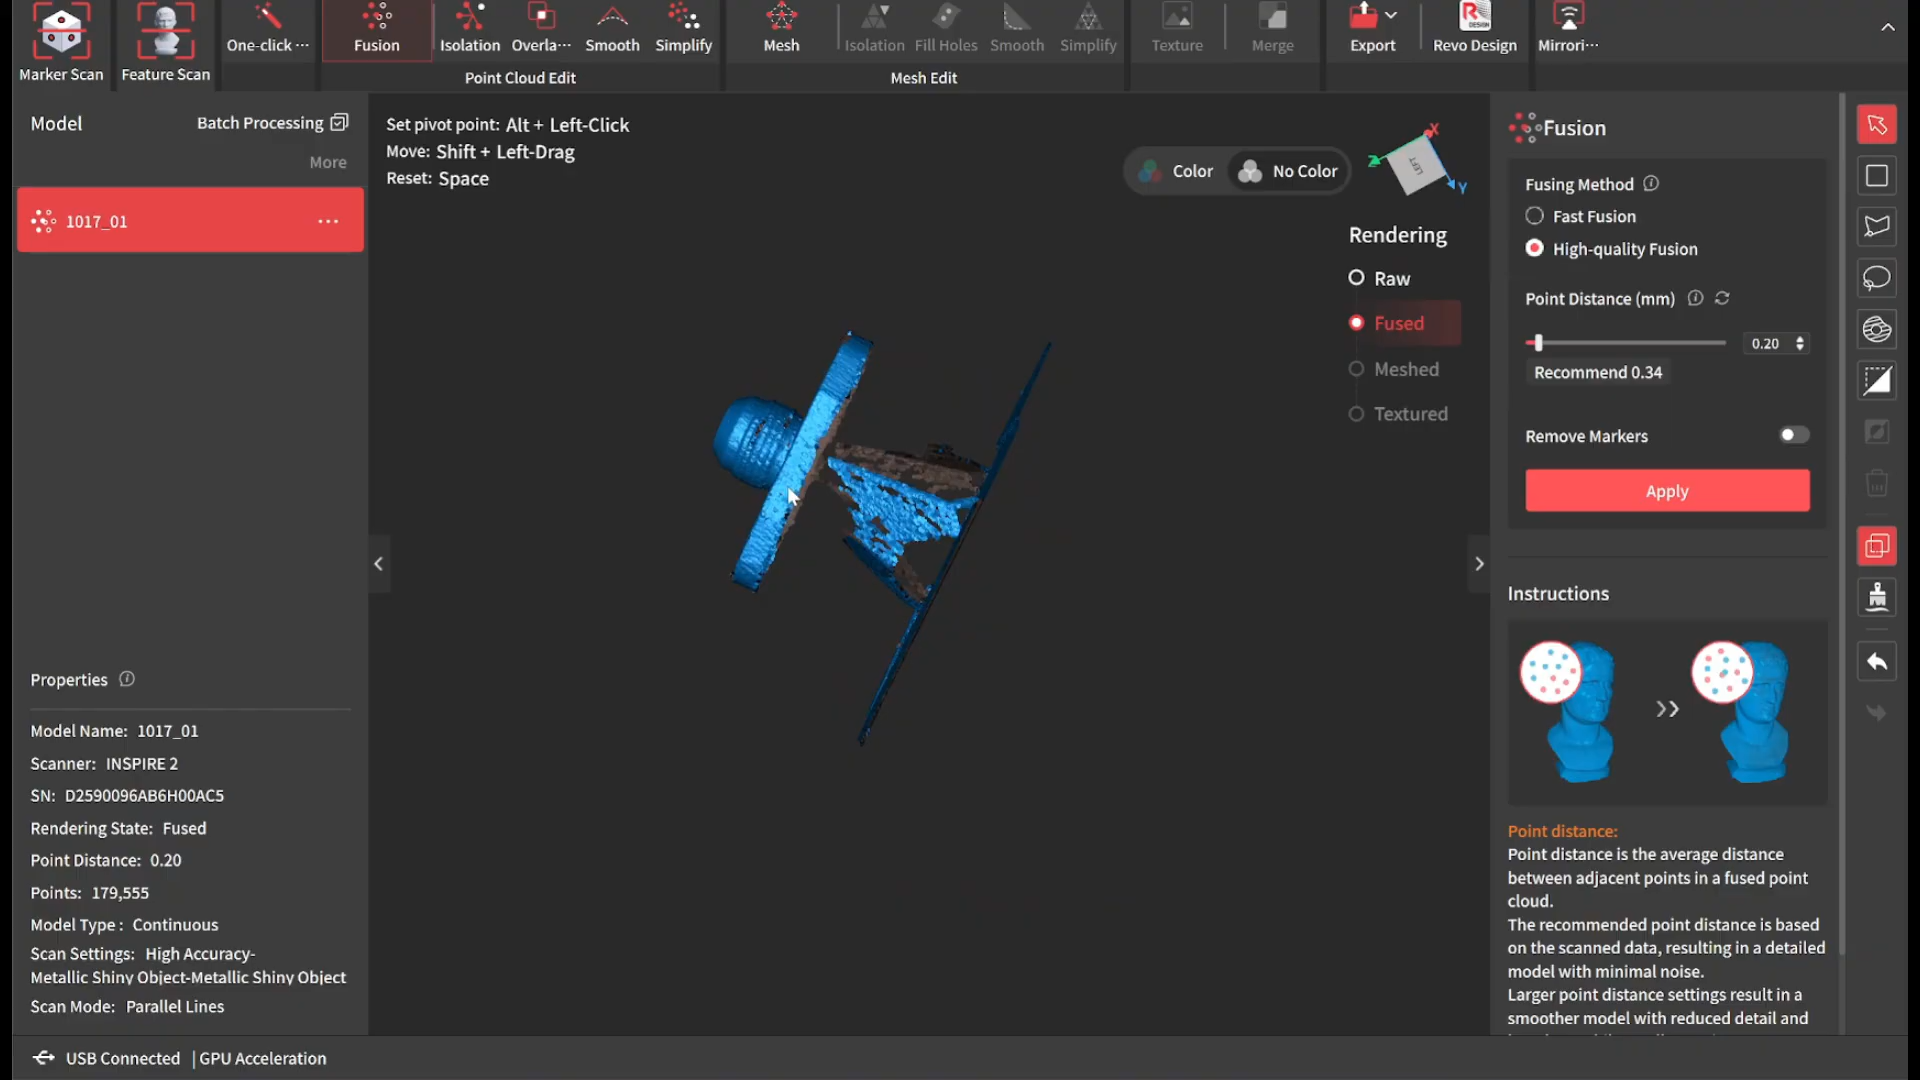 Marker Scan
Feature Scan
One-click ···
Fusion
Isolation
Overla···
Smooth
Simplify
Point Cloud Edit
Mesh
Isolation
Fill Holes
Smooth
Simplify
Mesh Edit
Texture
Merge
Export
Revo Design
Mirrori···
Model
Batch Processing
More
1017_01
···
Set pivot point: Alt + Left-Click
Move: Shift + Left-Drag
Reset: Space
Color
No Color
X
Z
LEFT
Y
Rendering
Raw
Fused
Meshed
Textured
Properties
Model Name: 1017_01
Scanner: INSPIRE 2
SN: D2590096AB6H00AC5
Rendering State: Fused
Point Distance: 0.20
Points: 179,555
Model Type : Continuous
Scan Settings: High Accuracy-
Metallic Shiny Object-Metallic Shiny Object
Scan Mode: Parallel Lines
Fusion
Fusing Method
Fast Fusion
High-quality Fusion
Point Distance (mm)
0.20
Recommend 0.34
Remove Markers
Apply
Instructions
Point distance:
Point distance is the average distance
between adjacent points in a fused point
cloud.
The recommended point distance is based
on the scanned data, resulting in a detailed
model with minimal noise.
Larger point distance settings result in a
smoother model with reduced detail and
USB Connected | GPU Acceleration